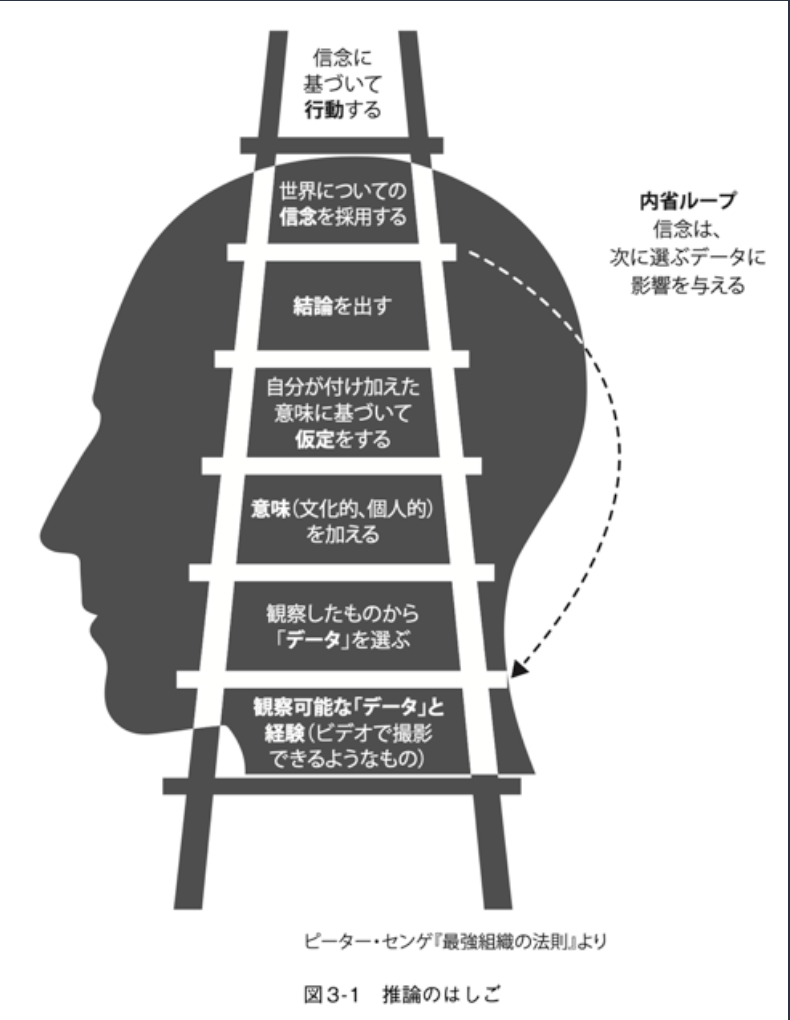 信念に
基づいて
行動する
世界についての
信念を採用する
内省ループ
信念は、
次に選ぶデータに
影響を与える
結論を出す
自分が付け加えた
意味に基づいて
仮定をする
意味（文化的、個人的）
を加える
観察したものから
「データ」を選ぶ
観察可能な「データ」と
経験（ビデオで撮影
できるようなもの）
ピーター・センゲ『最強組織の法則』より
図3-1　推論のはしご